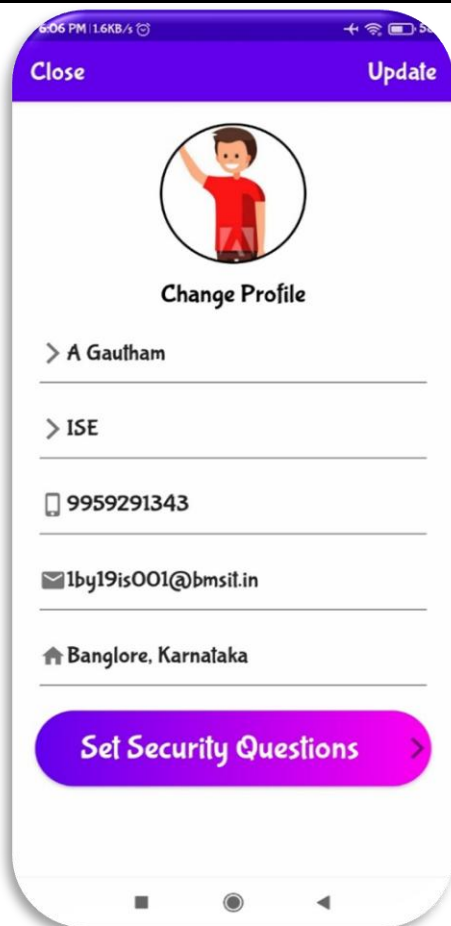 6:06 PM | 1.6KB/s
Close
Update
Change Profile
A Gautham
ISE
9959291343
1by19is001@bmsit.in
Banglore, Karnataka
Set Security Questions